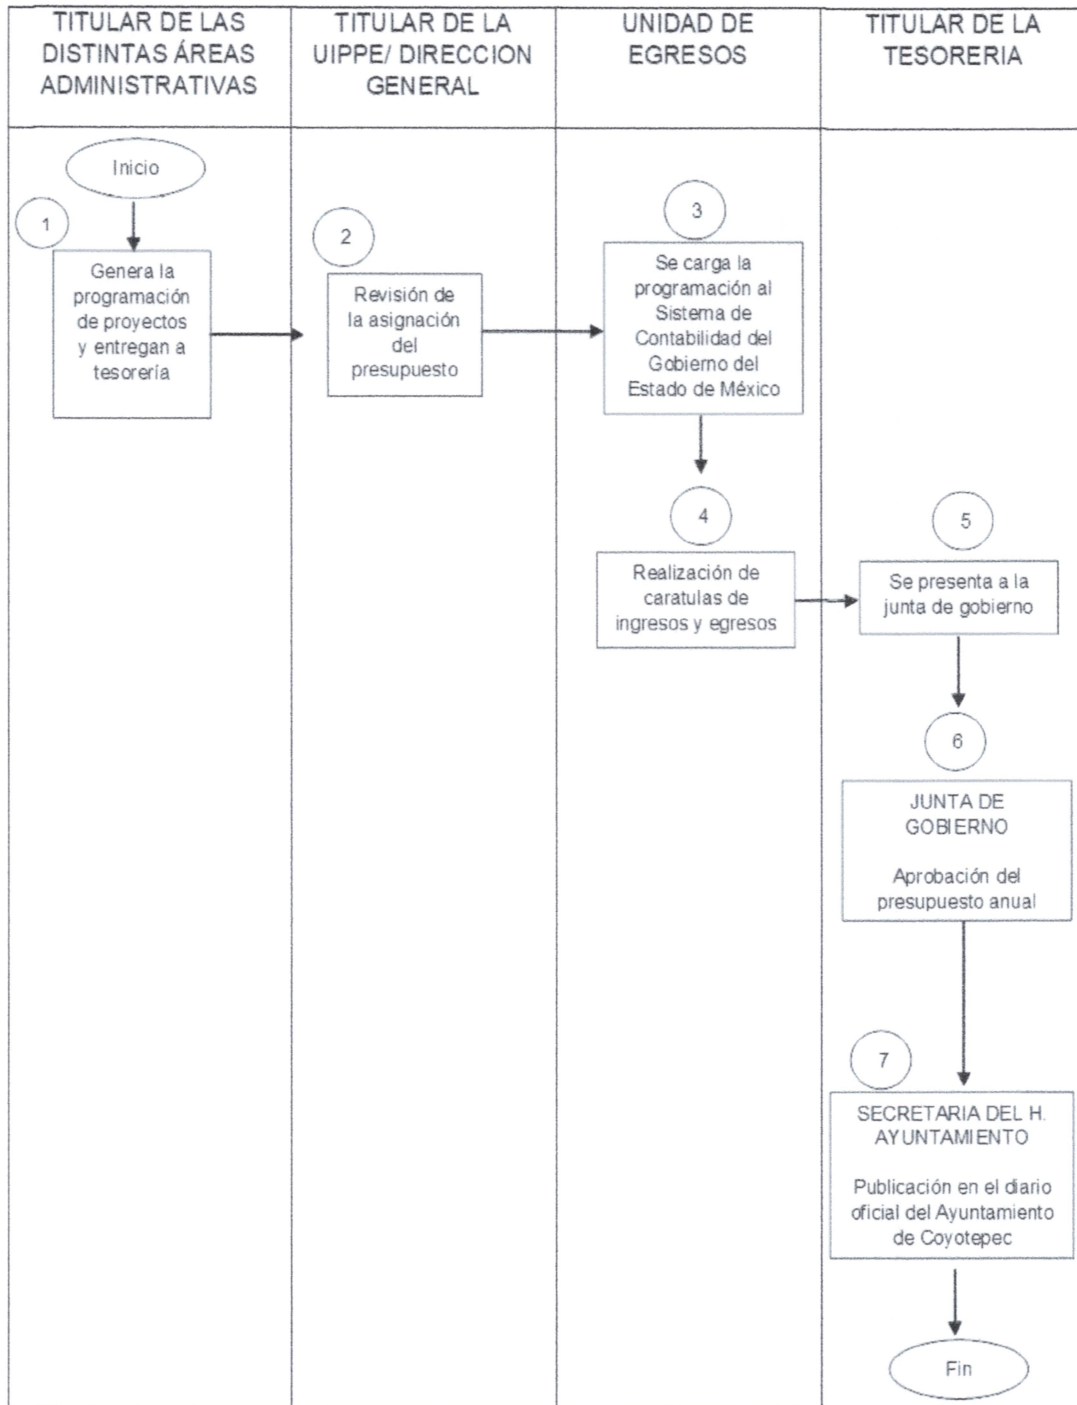 TITULAR DE LAS
DISTINTAS ÁREAS
ADMINISTRATIVAS
TITULAR DE LA
UIPPE/ DIRECCION
GENERAL
UNIDAD DE
EGRESOS
TITULAR DE LA
TESORERIA
Inicio
1
Genera la
programación
de proyectos
y entregan a
tesorería
2
Revisión de
la asignación
del
presupuesto
3
Se carga la
programación al
Sistema de
Contabilidad del
Gobierno del
Estado de México
4
Realización de
caratulas de
ingresos y egresos
5
Se presenta a la
junta de gobierno
6
JUNTA DE
GOBIERNO
Aprobación del
presupuesto anual
7
SECRETARIA DEL H.
AYUNTAMIENTO
Publicación en el diario
oficial del Ayuntamiento
de Coyotepec
Fin